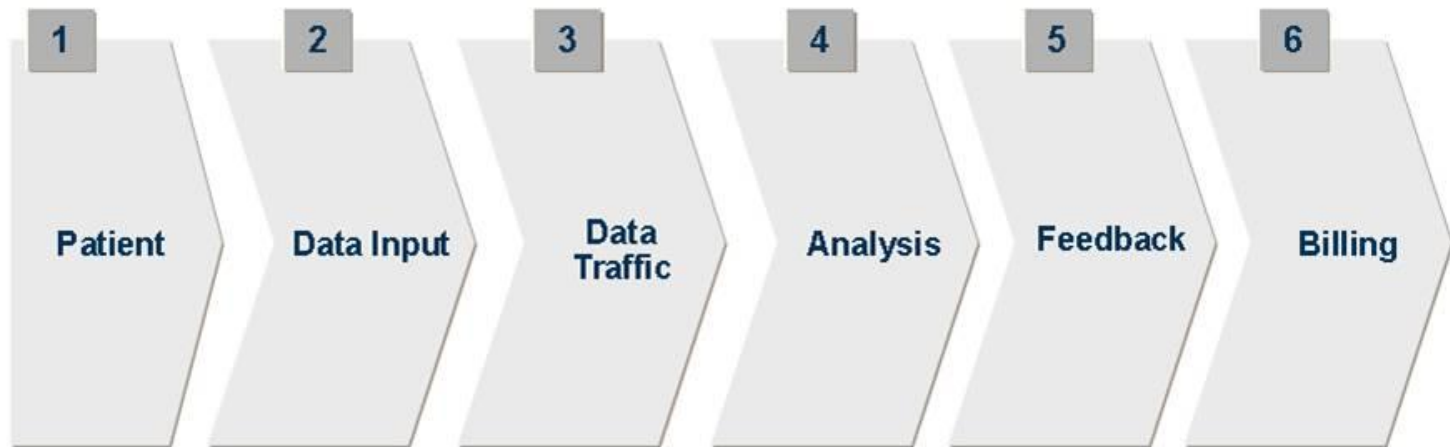 1
Patient
2
Data Input
3
Data
Traffic
4
Analysis
5
Feedback
6
Billing